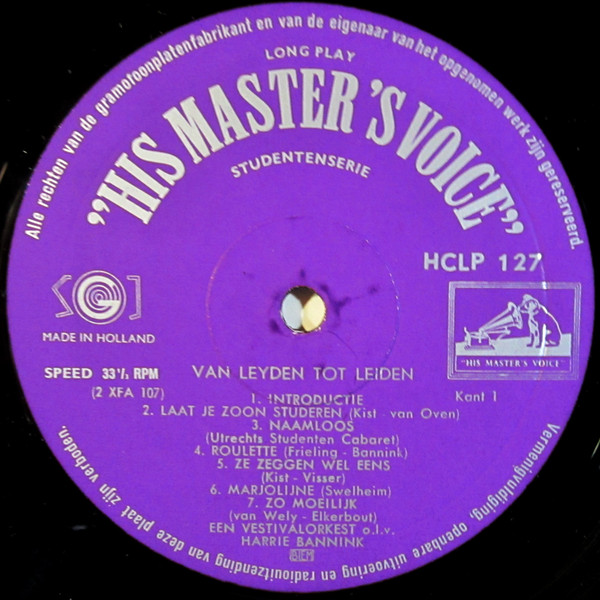 Alle rechten van de gramofoonplatenfabrikant en van de eigenaar van het opgenomen werk zijn gereserveerd.
LONG PLAY
"HIS MASTER'S VOICE"
STUDENTENSERIE
HCLP 127
MADE IN HOLLAND
"HIS MASTER'S VOICE"
SPEED 33⅓ RPM
(2 XFA 107)
VAN LEYDEN TOT LEIDEN
Kant 1
1. INTRODUCTIE
2. LAAT JE ZOON STUDEREN (Kist - van Oven)
3. NAAMLOOS
(Utrechts Studenten Cabaret)
4. ROULETTE (Frieling - Bannink)
5. ZE ZEGGEN WEL EENS
(Kist - Visser)
6. MARJOLIJNE (Swelheim)
7. ZO MOEILIJK
(van Wely - Elkerbout)
EEN VESTIVALORKEST o.l.v.
HARRIE BANNINK
BIEM
Vermenigvuldiging, openbare uitvoering en radiouitzending van deze plaat zijn verboden.